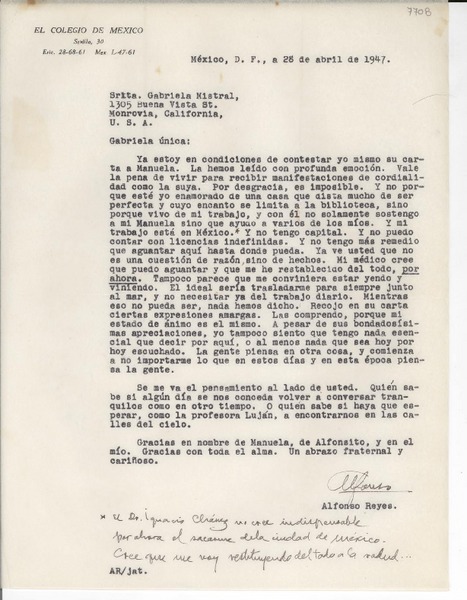 7708
EL COLEGIO DE MEXICO
Sevilla, 30
Eric. 28-68-61 Mex. L-47-61
México, D. F., a 28 de abril de 1947.
Srita. Gabriela Mistral,
1305 Buena Vista St.
Monrovia, California,
U. S. A.
Gabriela única:
Ya estoy en condiciones de contestar yo mismo su car
ta a Manuela. La hemos leído con profunda emoción. Vale
la pena de vivir para recibir manifestaciones de cordiali-
dad como la suya. Por desgracia, es imposible. Y no por-
que esté yo enamorado de una casa que dista mucho de ser
perfecta y cuyo encanto se limita a la biblioteca, sino
porque vivo de mi trabajo, y con él no solamente sostengo
a mi Manuela sino que ayudo a varios de los míos. Y mi
trabajo está en México.* Y no tengo capital. Y no puedo
contar con licencias indefinidas. Y no tengo más remedio
que aguantar aquí hasta donde pueda. Ya ve usted que no es
una cuestión de razón sino de hechos. Mi médico cree
que puedo aguantar y que me he restablecido del todo, por
ahora. Tampoco parece que me conviniera estar yendo y
viniendo. El ideal sería trasladarme para siempre junto
al mar, y no necesitar ya del trabajo diario. Mientras
eso no pueda ser, nada hemos dicho. Recojo en su carta
ciertas expresiones amargas. Las comprendo, porque mi
estado de ánimo es el mismo. A pesar de sus bondadosísi-
mas apreciaciones, yo tampoco siento que tengo nada esen-
cial que decir por aquí, o al menos nada que sea hoy por
hoy escuchado. La gente piensa en otra cosa, y comienza
a no importarme lo que en estos días y en esta época pien
sa la gente.
Se me va el pensamiento al lado de usted. Quien sa-
be si algún día se nos conceda volver a conversar tran-
quilos como en otro tiempo. O quien sabe si haya que es-
perar, como la profesora Luján, a encontrarnos en las ca-
lles del cielo.
Gracias en nombre de Manuela, de Alfonsito, y en el
mío. Gracias con toda el alma. Un abrazo fraternal y
cariñoso.
Alfonso
Alfonso Reyes.
* El Dr. Ignacio Chávez no cree indispensable
por ahora el sacarme de la ciudad de México.
Cree que me voy restituyendo del todo a la salud...
AR/jat.